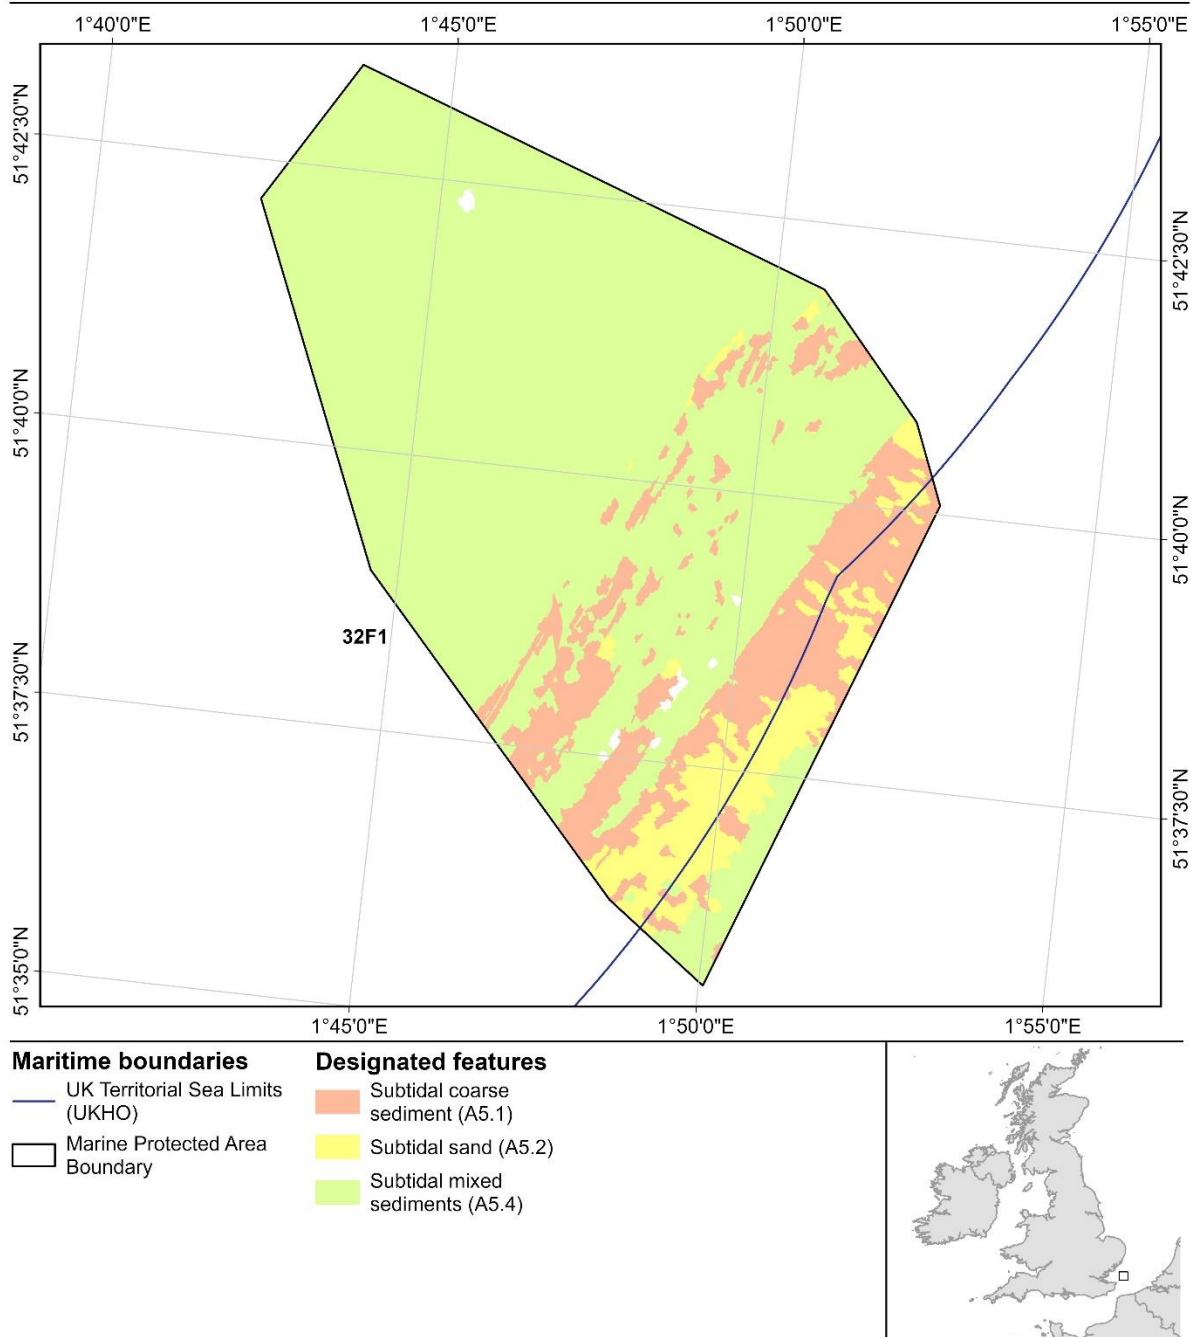 1°40'0"E
1°45'0"E
1°50'0"E
1°55'0"E
51°42'30"N
51°42'30"N
51°40'0"N
51°40'0"N
32F1
51°37'30"N
51°37'30"N
51°35'0"N
1°45'0"E
1°50'0"E
1°55'0"E
Maritime boundaries
UK Territorial Sea Limits
(UKHO)
Marine Protected Area
Boundary
Designated features
Subtidal coarse
sediment (A5.1)
Subtidal sand (A5.2)
Subtidal mixed
sediments (A5.4)